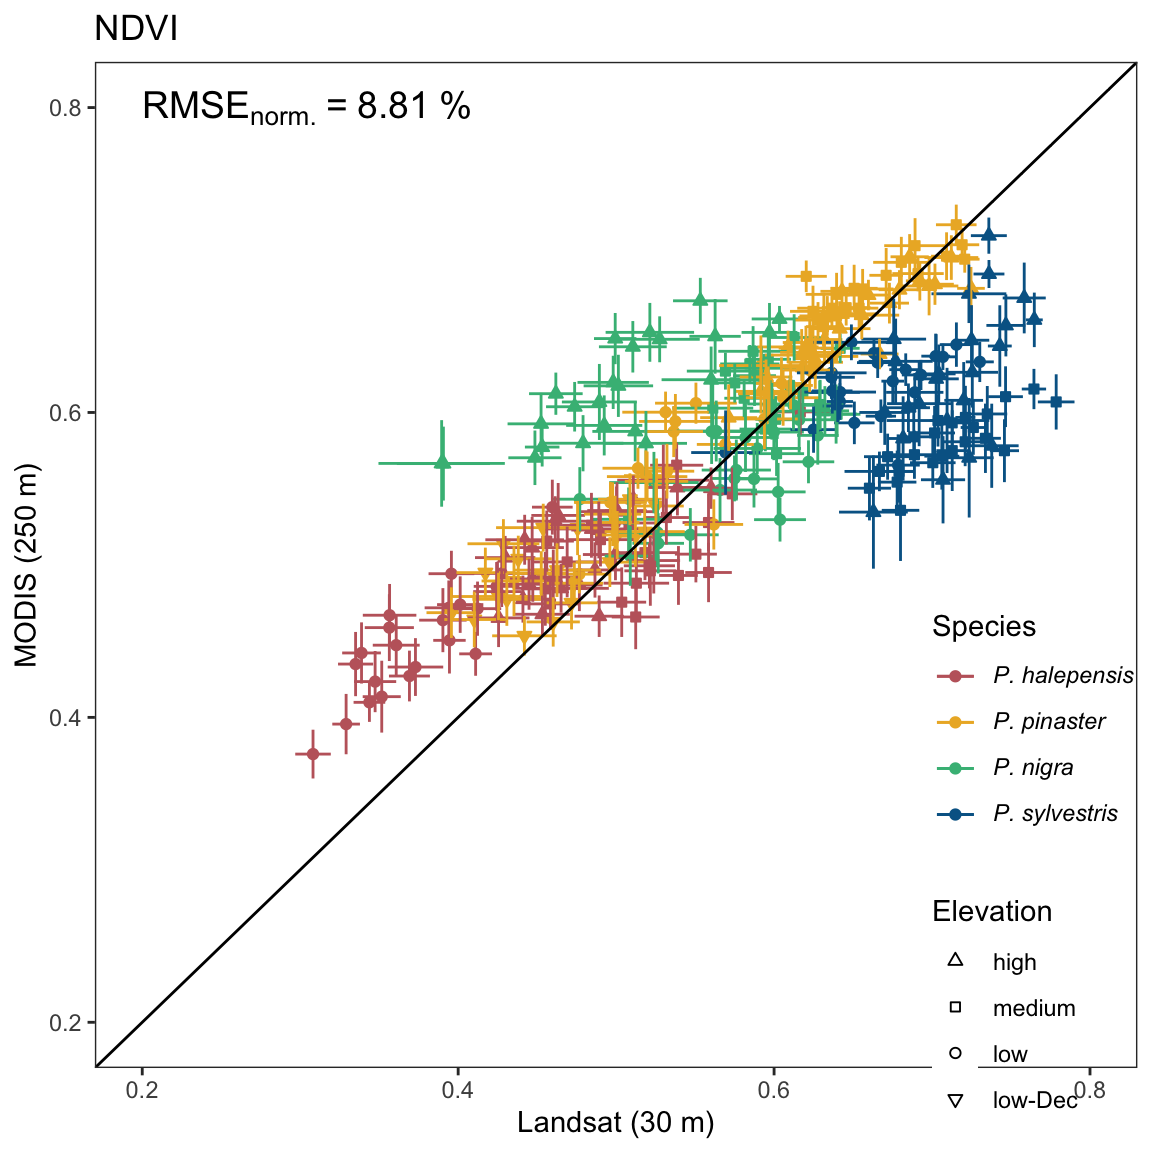 NDVI
RMSEnorm. = 8.81 %
0.8
0.6
0.4
0.2
MODIS (250 m)
Species
P. halepensis
P. pinaster
P. nigra
P. sylvestris
Elevation
high
medium
low
low-Dec
0.2
0.4
0.6
0.8
Landsat (30 m)